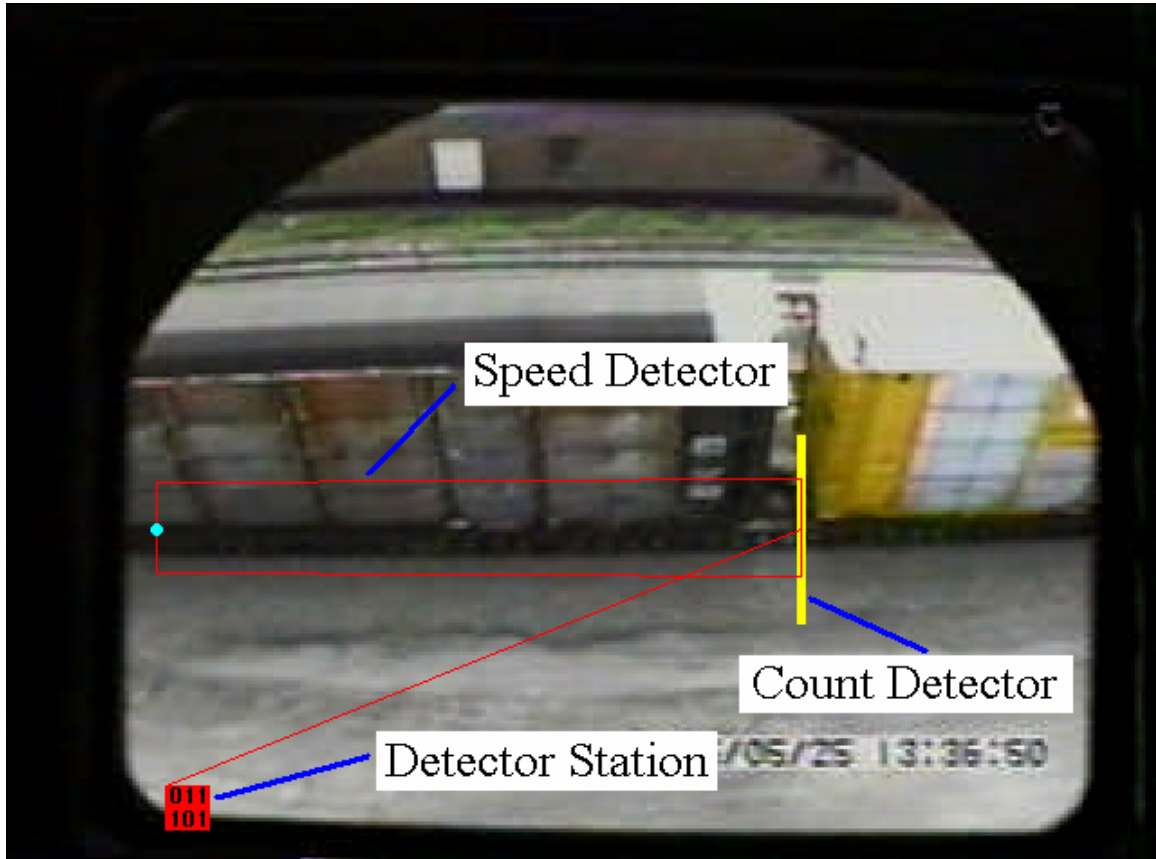 Speed Detector
Count Detector
/05/25 13:36:50
Detector Station
011
101